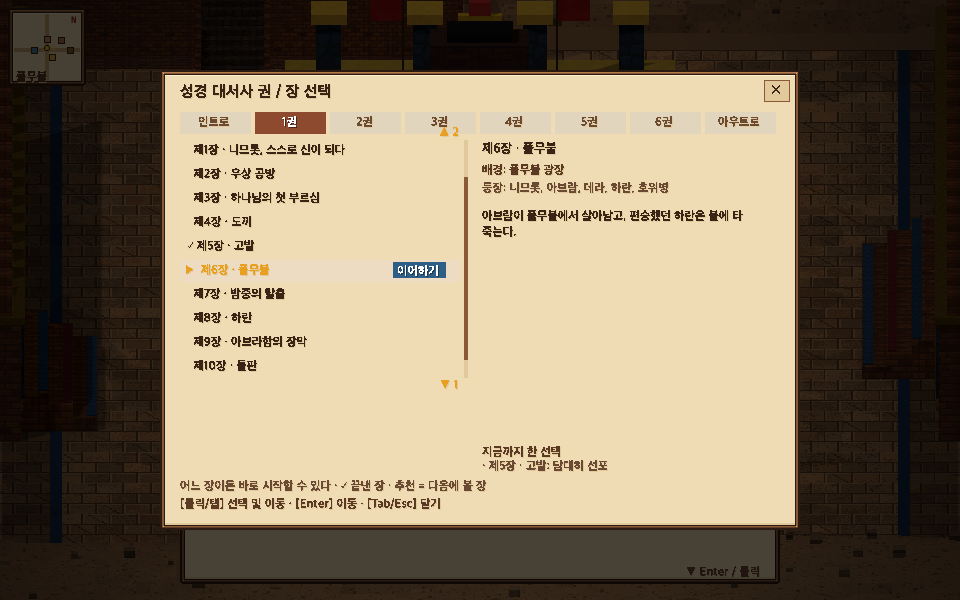 N
풀무불
성경 대서사 권 / 장 선택
×
인트로 1권 2권 3권 4권 5권 6권 아우트로
▲ 2
제1장 · 니므롯, 스스로 신이 되다
제2장 · 우상 공방
제3장 · 하나님의 첫 부르심
제4장 · 도끼
✓ 제5장 · 고발
▶ 제6장 · 풀무불 이어하기
제7장 · 밤중의 탈출
제8장 · 하란
제9장 · 아브라함의 장막
제10장 · 들판
▼ 1
제6장 · 풀무불
배경: 풀무불 광장
등장: 니므롯, 아브람, 데라, 하란, 호위병
아브람이 풀무불에서 살아남고, 편승했던 하란은 불에 타
죽는다.
지금까지 한 선택
· 제5장 · 고발: 담대히 선포
어느 장이든 바로 시작할 수 있다 · ✓ 끝낸 장 · 추천 = 다음에 볼 장
[클릭/탭] 선택 및 이동 · [Enter] 이동 · [Tab/Esc] 닫기
▼ Enter / 클릭